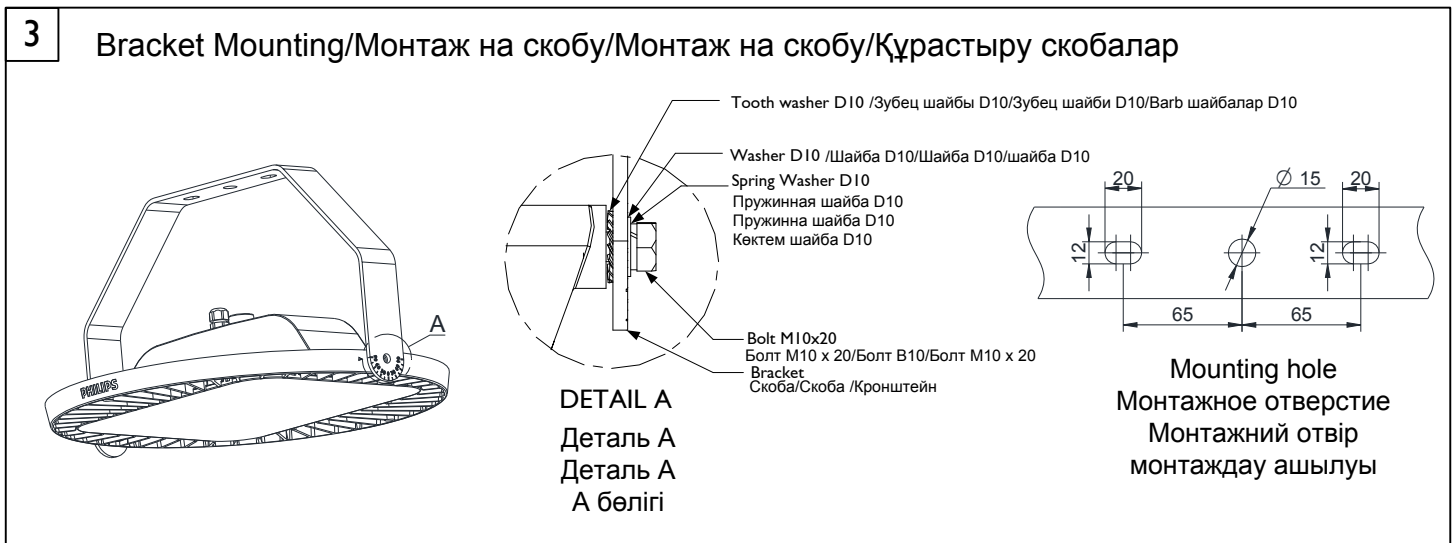 3
Bracket Mounting/Монтаж на скобу/Монтаж на скобу/Құрастыру скобалар
Tooth washer D10 /Зубец шайбы D10/Зубец шайби D10/Barb шайбалар D10
Washer D10 /Шайба D10/Шайба D10/шайба D10
Spring Washer D10
Пружинная шайба D10
Пружинна шайба D10
Көктем шайба D10
Bolt M10x20
Болт М10 x 20/Болт B10/Болт М10 x 20
Bracket
Скоба/Скоба /Кронштейн
A
PHILIPS
DETAIL A
Деталь A
Деталь A
А бөлігі
20
Ø 15
20
12
12
65
65
Mounting hole
Монтажное отверстие
Монтажний отвір
монтаждау ашылуы